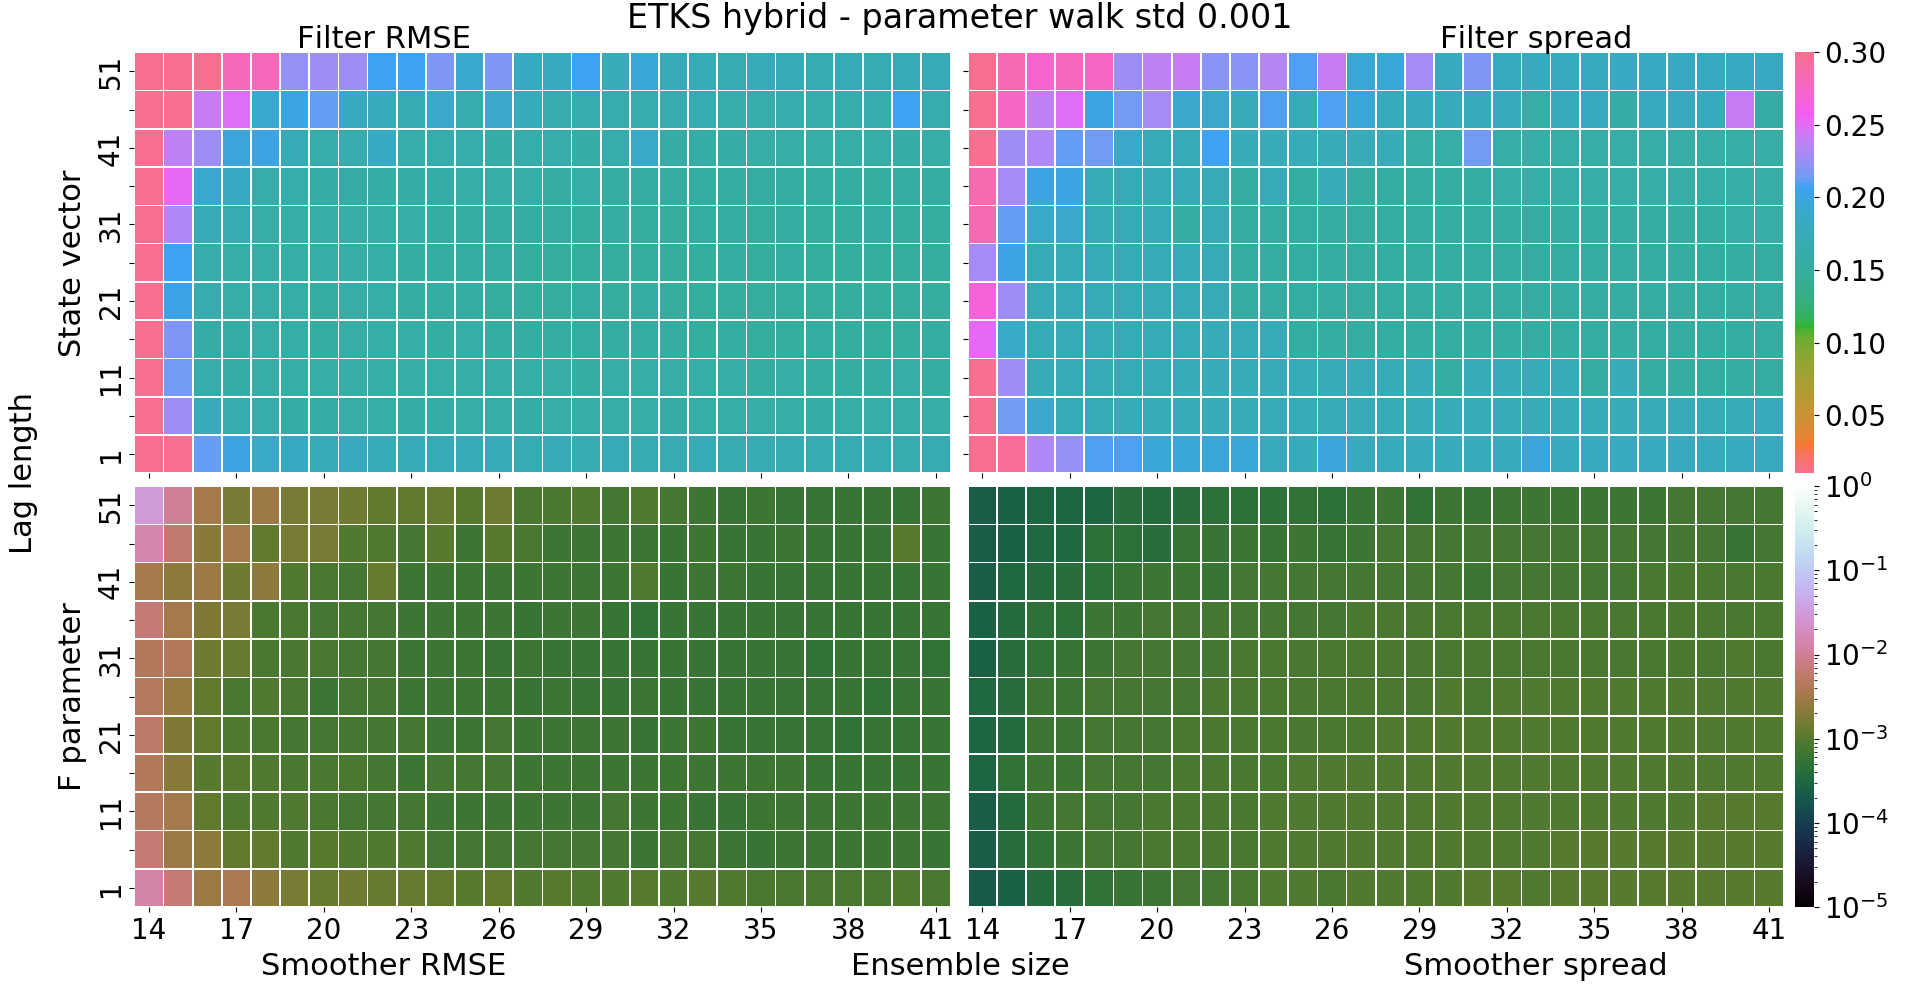 ETKS hybrid - parameter walk std 0.001
Filter RMSE
Filter spread
Lag length
State vector
51
41
31
21
11
1
0.30
0.25
0.20
0.15
0.10
0.05
F parameter
51
41
31
21
11
1
10⁰
10⁻¹
10⁻²
10⁻³
10⁻⁴
10⁻⁵
14 17 20 23 26 29 32 35 38 41
14 17 20 23 26 29 32 35 38 41
Smoother RMSE
Ensemble size
Smoother spread